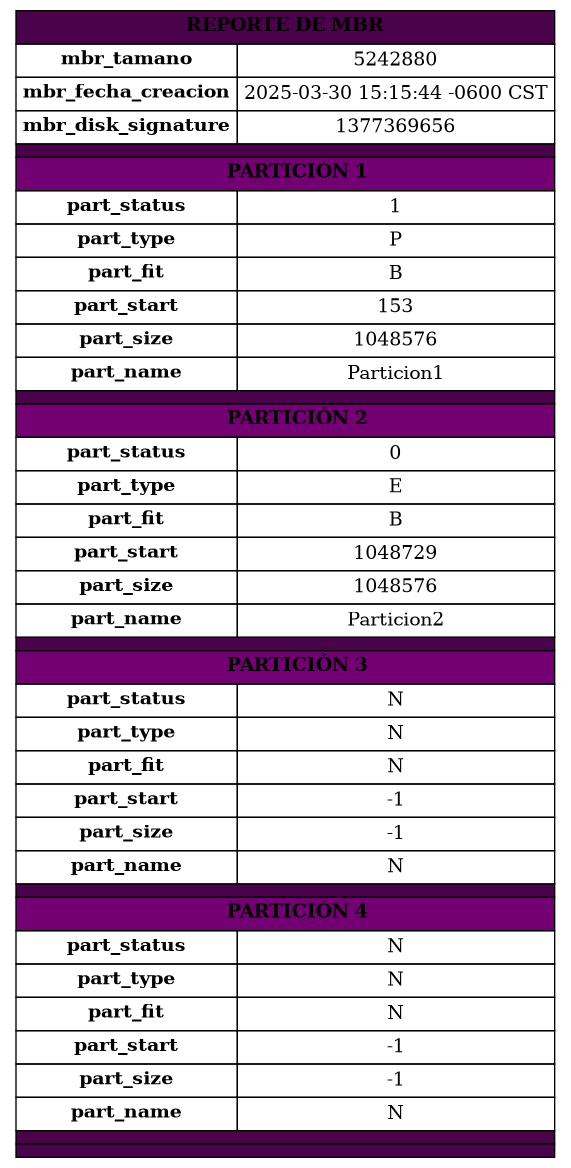 REPORTE DE MBR
mbr_tamano 5242880
mbr_fecha_creacion 2025-03-30 15:15:44 -0600 CST
mbr_disk_signature 1377369656
PARTICIÓN 1
part_status 1
part_type P
part_fit B
part_start 153
part_size 1048576
part_name Particion1
PARTICIÓN 2
part_status 0
part_type E
part_fit B
part_start 1048729
part_size 1048576
part_name Particion2
PARTICIÓN 3
part_status N
part_type N
part_fit N
part_start -1
part_size -1
part_name N
PARTICIÓN 4
part_status N
part_type N
part_fit N
part_start -1
part_size -1
part_name N